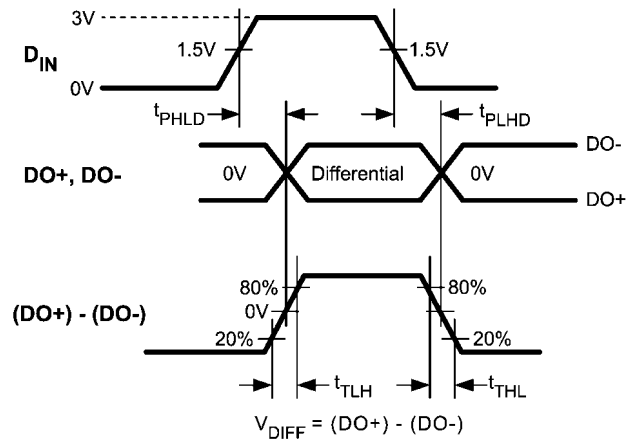 3V
D_IN
1.5V
1.5V
0V
t_PHLD
t_PLHD
DO-
DO+, DO-
0V
Differential
0V
DO+
80%
80%
(DO+) - (DO-)
0V
20%
20%
t_TLH
t_THL
V_DIFF = (DO+) - (DO-)